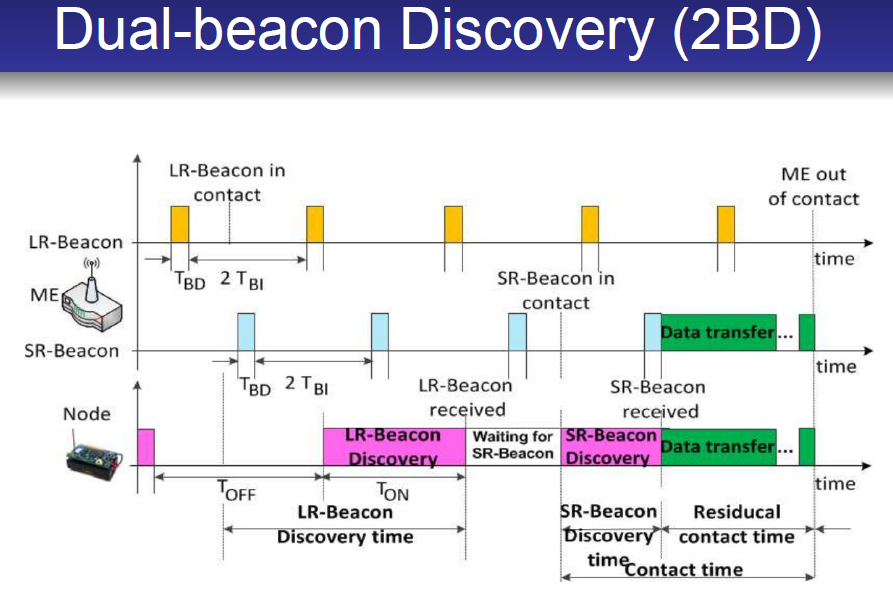 Dual-beacon Discovery (2BD)
LR-Beacon in
contact
ME out
of contact
LR-Beacon
time
TBD
2 TBI
ME
SR-Beacon in
contact
Data transfer...
SR-Beacon
time
TBD
2 TBI
LR-Beacon
received
SR-Beacon
received
Node
LR-Beacon
Discovery
Waiting for
SR-Beacon
SR-Beacon
Discovery
Data transfer...
time
TOFF
TON
LR-Beacon
Discovery time
SR-Beacon
Discovery
time
Residucal
contact time
Contact time